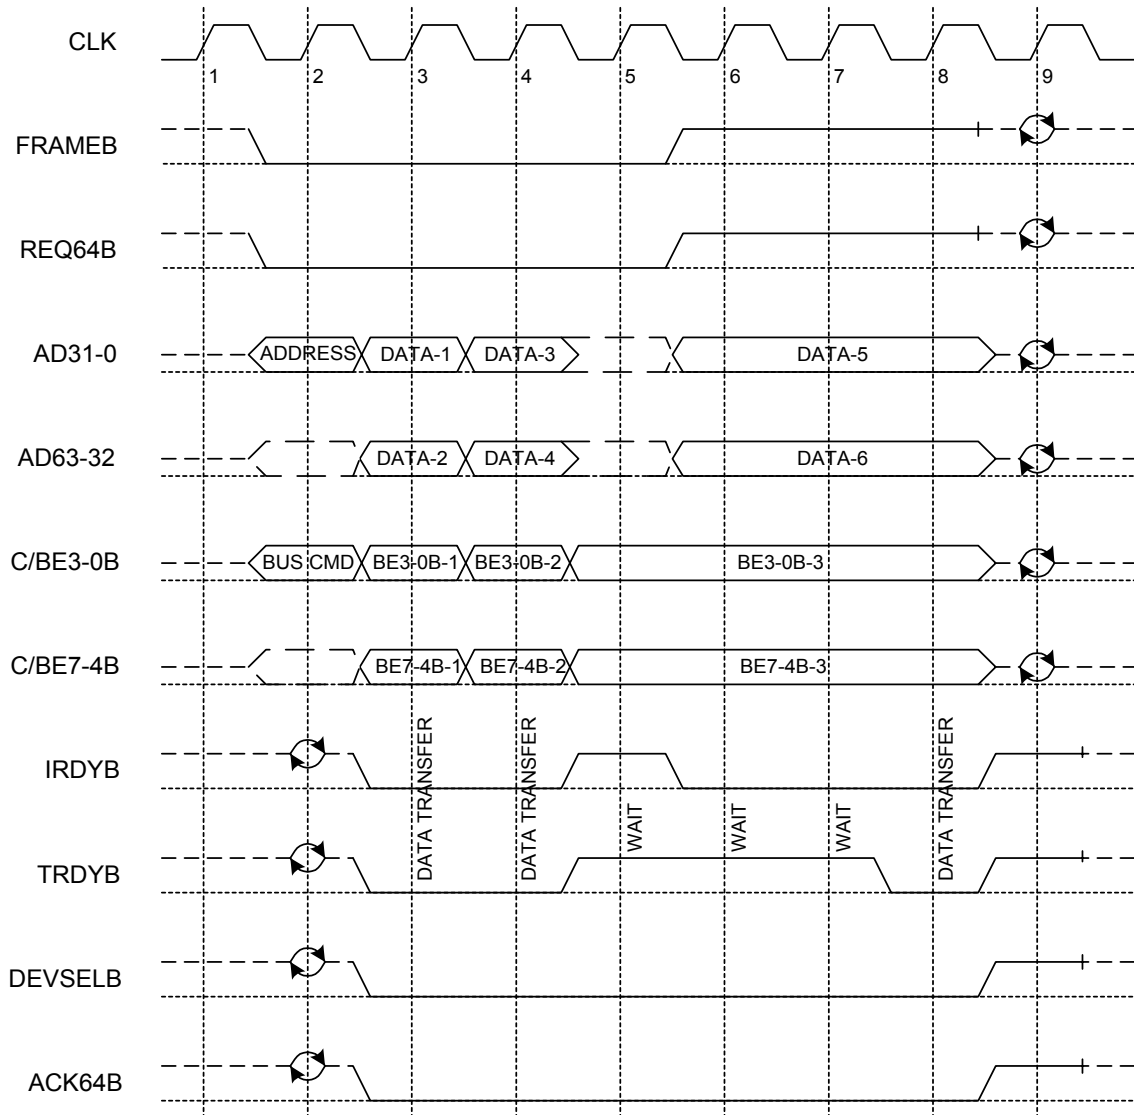 CLK
1 2 3 4 5 6 7 8 9
FRAMEB
REQ64B
AD31-0
ADDRESS DATA-1 DATA-3 DATA-5
AD63-32
DATA-2 DATA-4 DATA-6
C/BE3-0B
BUS CMD BE3-0B-1 BE3-0B-2 BE3-0B-3
C/BE7-4B
BE7-4B-1 BE7-4B-2 BE7-4B-3
IRDYB
DATA TRANSFER
DATA TRANSFER
WAIT
WAIT
WAIT
DATA TRANSFER
TRDYB
DEVSELB
ACK64B